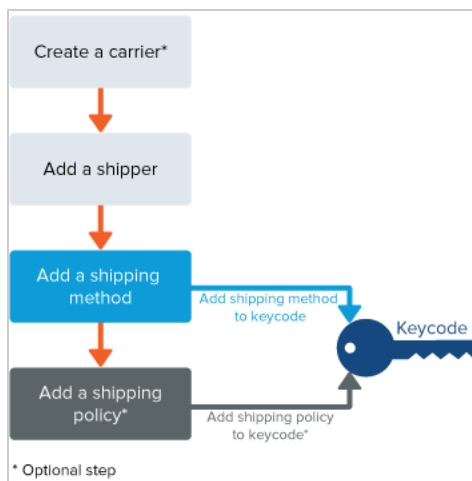 Create a carrier*
Add a shipper
Add a shipping
method
Add shipping method
to keycode
Keycode
Add a shipping
policy*
Add shipping policy
to keycode*
* Optional step